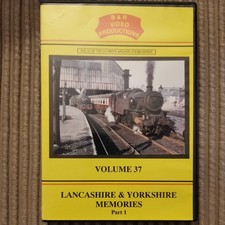 B & R
VIDEO
PRODUCTIONS
VOLUME 37
LANCASHIRE & YORKSHIRE
MEMORIES
Part 1